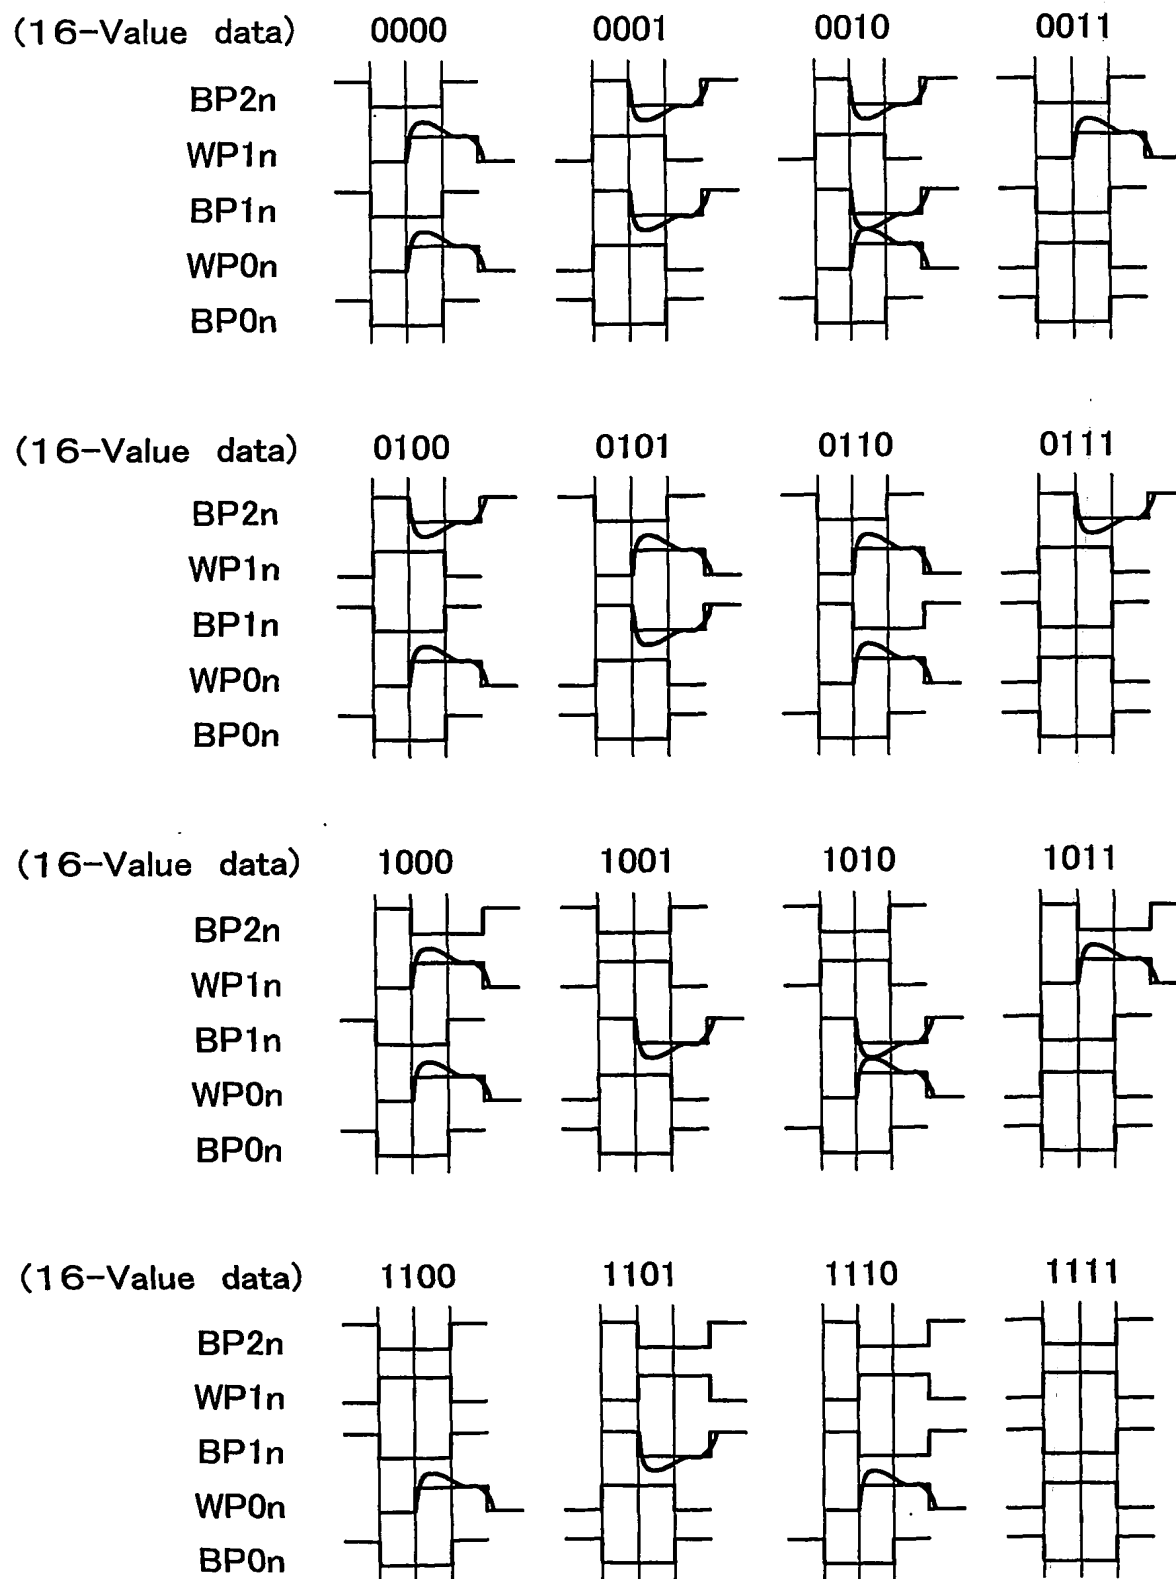 (16-Value data) 0000 0001 0010 0011
BP2n
WP1n
BP1n
WP0n
BP0n
(16-Value data) 0100 0101 0110 0111
BP2n
WP1n
BP1n
WP0n
BP0n
(16-Value data) 1000 1001 1010 1011
BP2n
WP1n
BP1n
WP0n
BP0n
(16-Value data) 1100 1101 1110 1111
BP2n
WP1n
BP1n
WP0n
BP0n